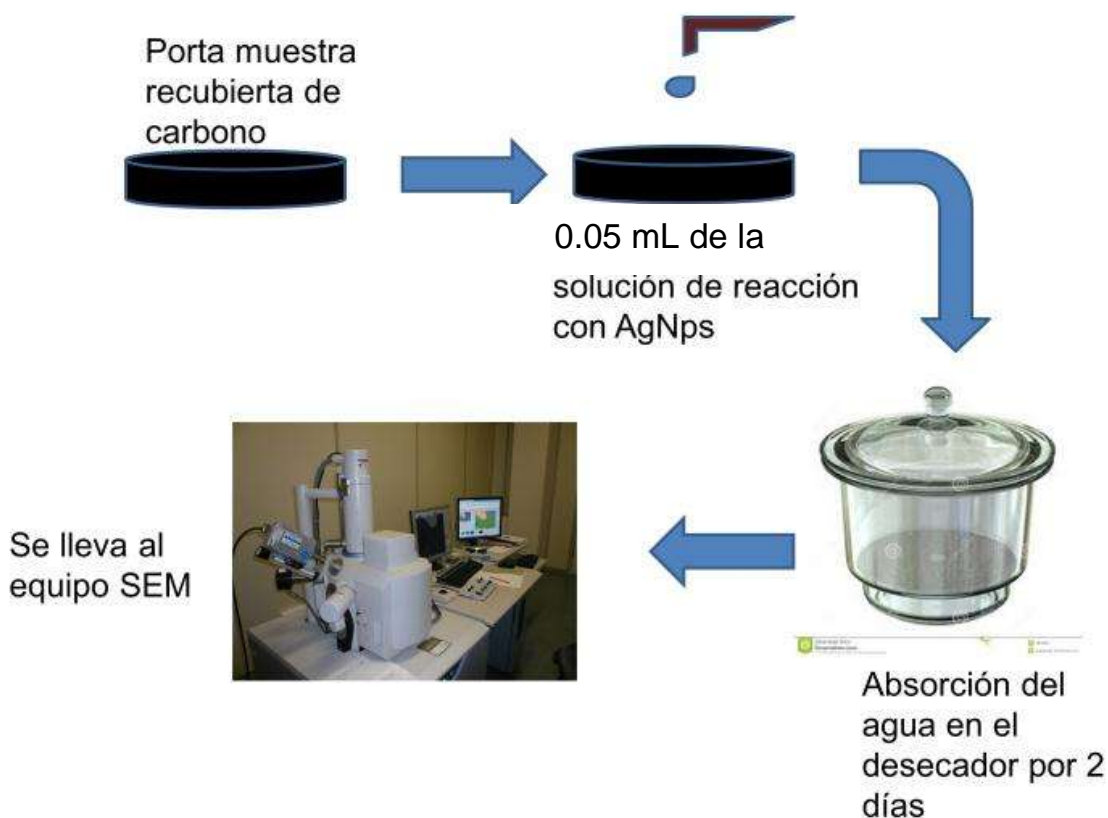 Porta muestra
recubierta de
carbono
0.05 mL de la
solución de reacción
con AgNps
Absorción del
agua en el
desecador por 2
días
Se lleva al
equipo SEM